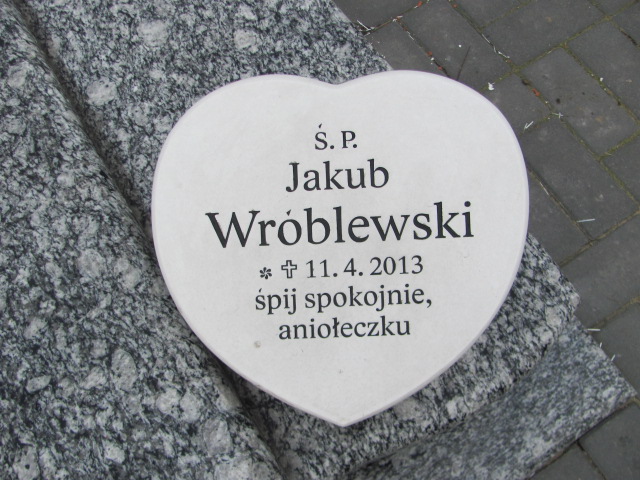 Ś. P.
Jakub
Wróblewski
* ✝ 11. 4. 2013
śpij spokojnie,
aniołeczku